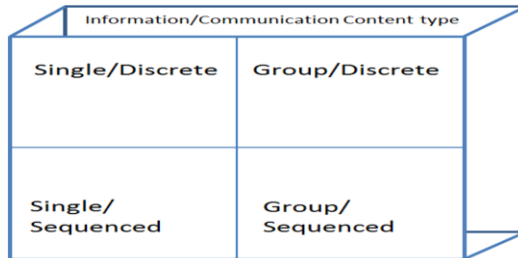 Information/Communication Content type
Single/Discrete
Group/Discrete
Single/
Sequenced
Group/
Sequenced